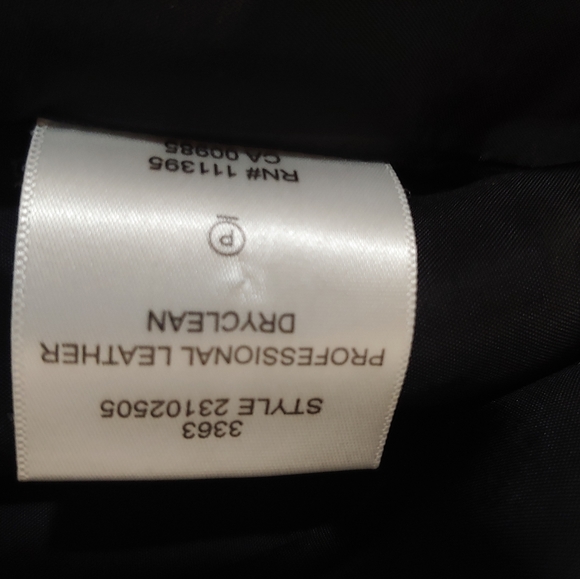 3363
STYLE 23102505
PROFESSIONAL LEATHER
DRYCLEAN
P
RN# 111395
CA 00985